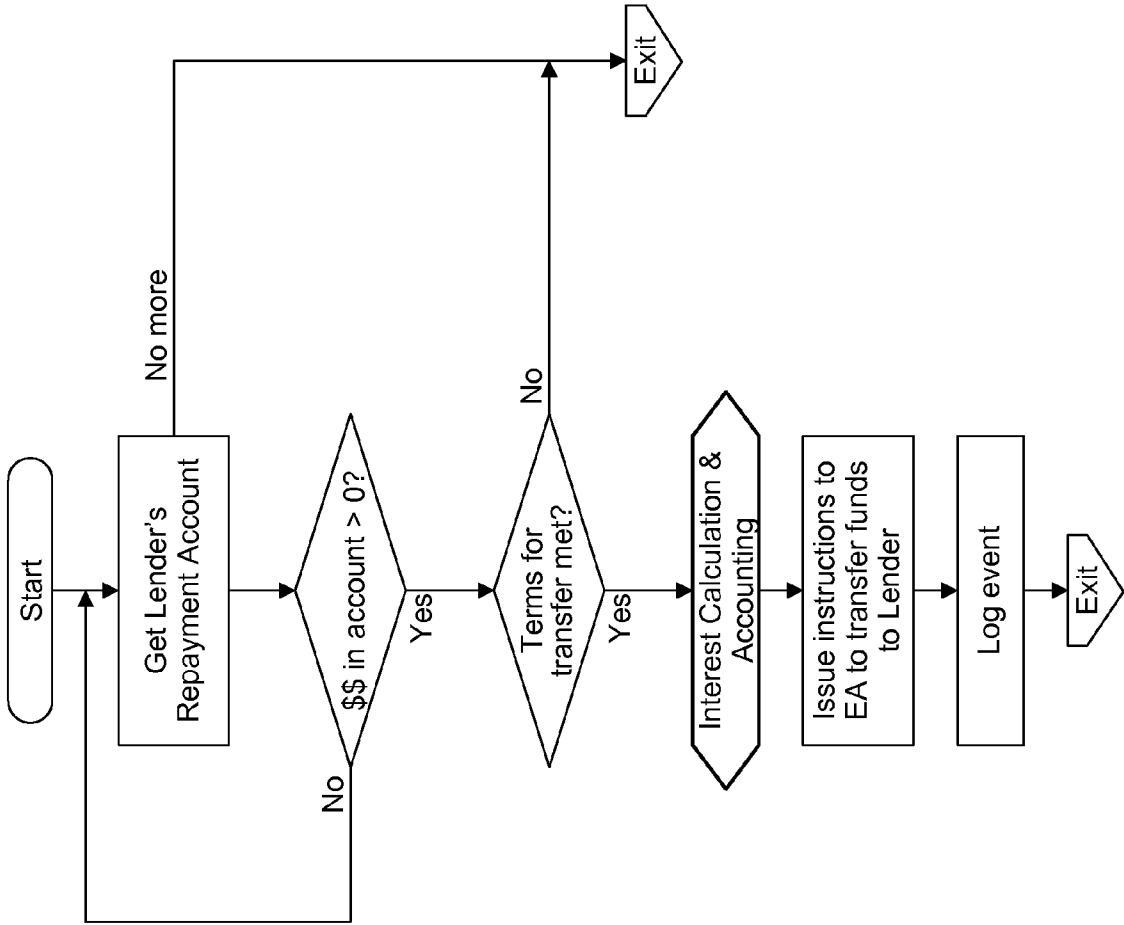 Start
Get Lender's
Repayment Account
No more
$$ in account > 0?
No
Yes
Terms for
transfer met?
No
Yes
Exit
Interest Calculation &
Accounting
Issue instructions to
EA to transfer funds
to Lender
Log event
Exit